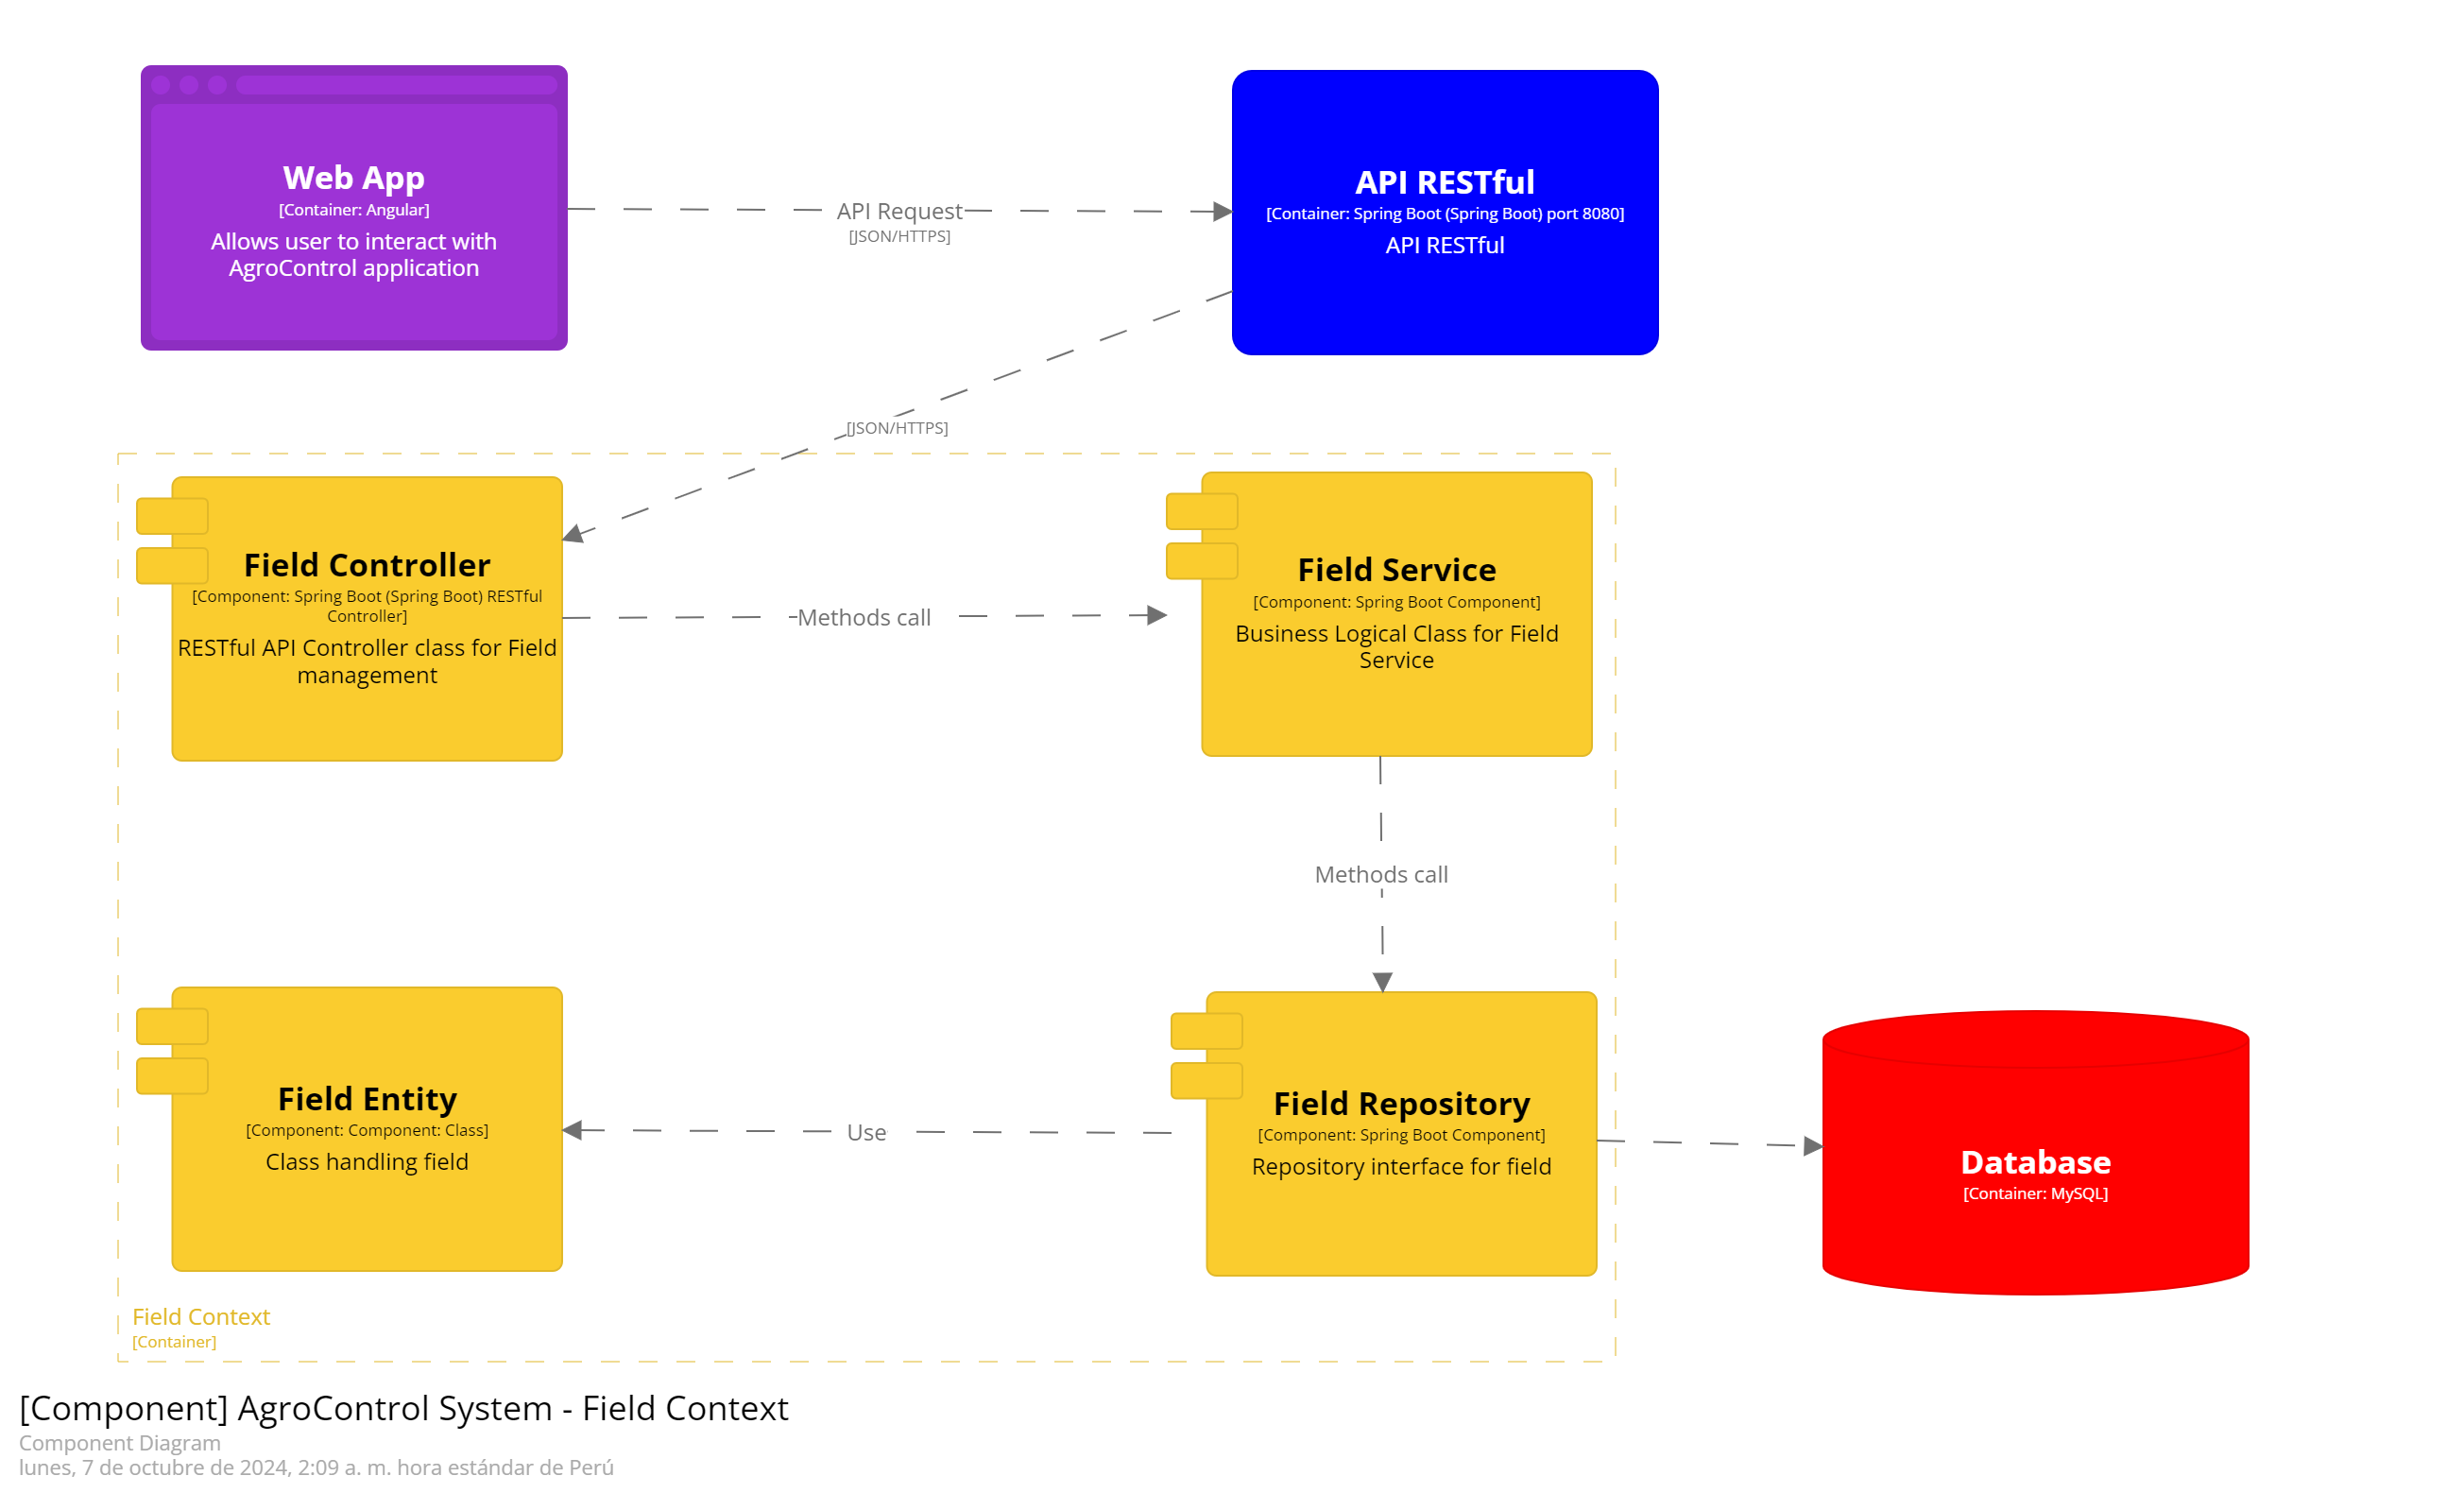 Web App
[Container: Angular]
Allows user to interact with
AgroControl application
API Request
[JSON/HTTPS]
API RESTful
[Container: Spring Boot (Spring Boot) port 8080]
API RESTful
[JSON/HTTPS]
Field Controller
[Component: Spring Boot (Spring Boot) RESTful
Controller]
RESTful API Controller class for Field
management
Methods call
Field Service
[Component: Spring Boot Component]
Business Logical Class for Field
Service
Methods call
Field Entity
[Component: Component: Class]
Class handling field
Use
Field Repository
[Component: Spring Boot Component]
Repository interface for field
Database
[Container: MySQL]
Field Context
[Container]
[Component] AgroControl System - Field Context
Component Diagram
lunes, 7 de octubre de 2024, 2:09 a. m. hora estándar de Perú